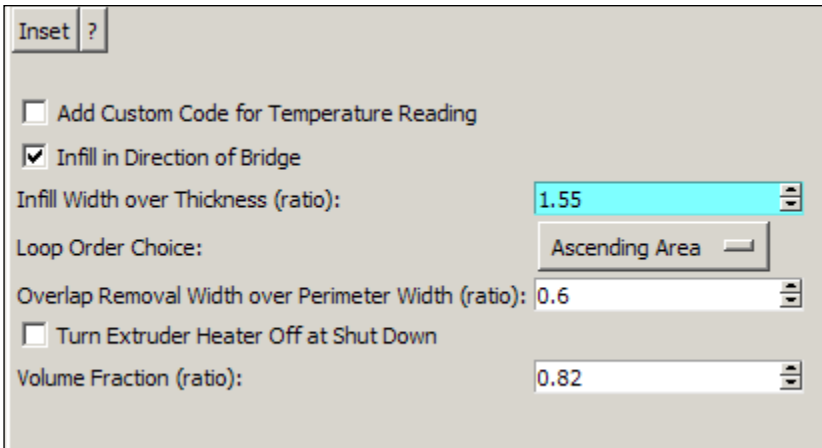 Inset ?
Add Custom Code for Temperature Reading
Infill in Direction of Bridge
Infill Width over Thickness (ratio): 1.55
Loop Order Choice: Ascending Area
Overlap Removal Width over Perimeter Width (ratio): 0.6
Turn Extruder Heater Off at Shut Down
Volume Fraction (ratio): 0.82